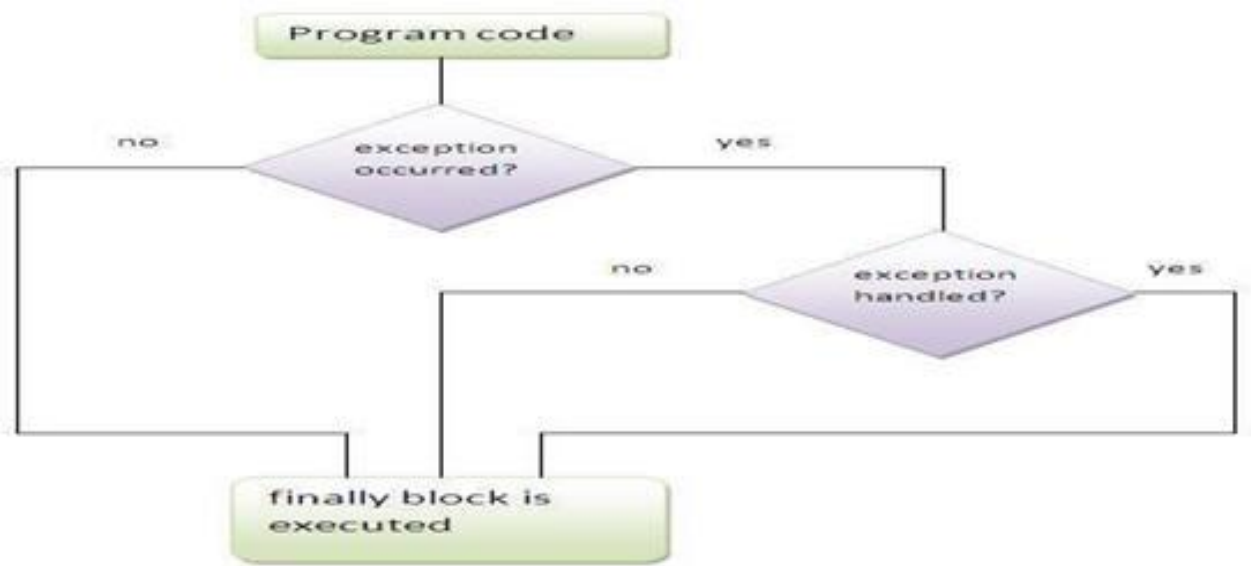 Program code
no
exception
occurred?
yes
no
exception
handled?
yes
finally block is
executed